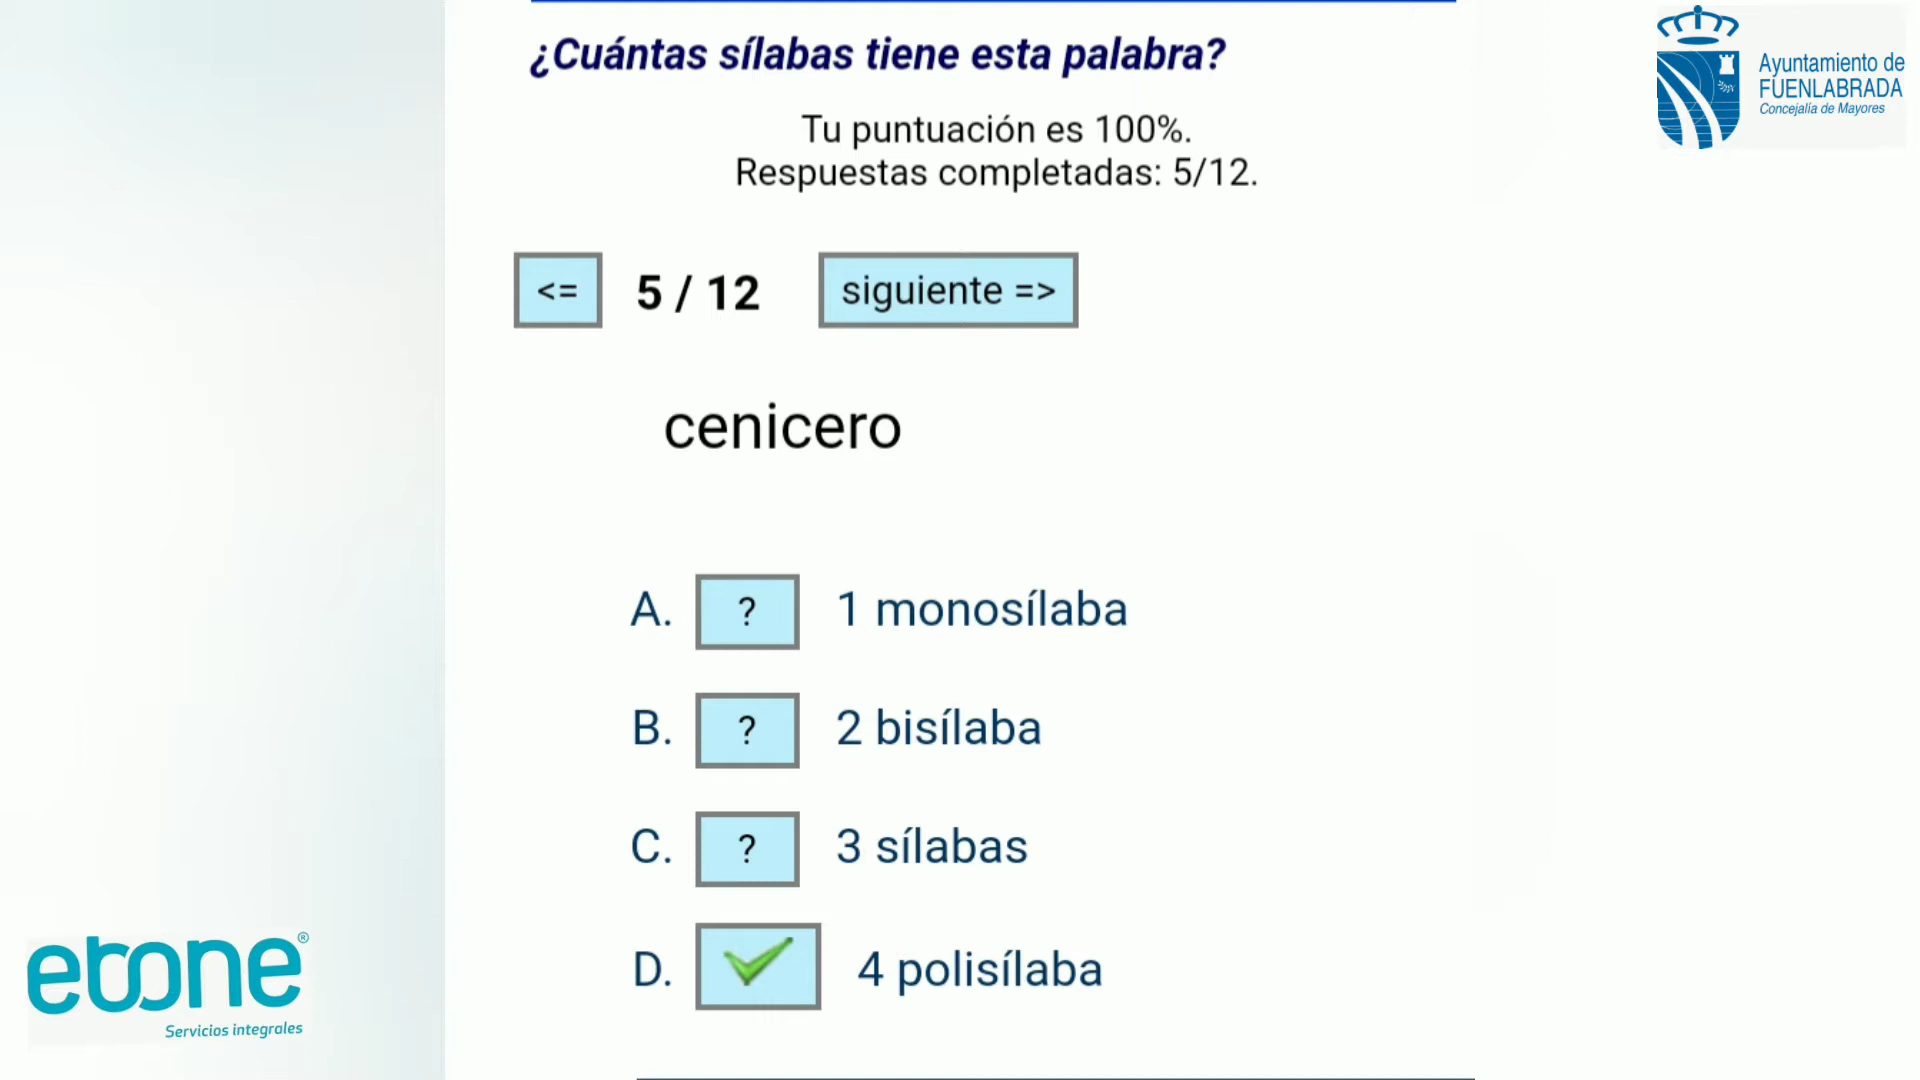 ¿Cuántas sílabas tiene esta palabra?
Ayuntamiento de
FUENLABRADA
Concejalía de Mayores
Tu puntuación es 100%.
Respuestas completadas: 5/12.
<= 5 / 12 siguiente =>
cenicero
A. ? 1 monosílaba
B. ? 2 bisílaba
C. ? 3 sílabas
D. 4 polisílaba
ebone®
Servicios integrales